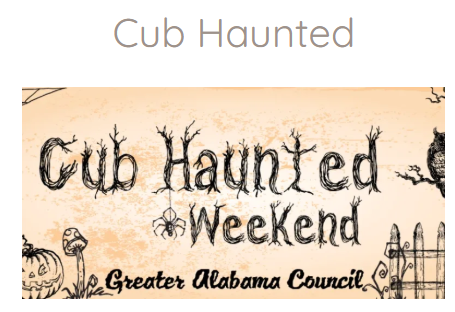 Cub Haunted
Cub Haunted
Weekend
Greater Alabama Council